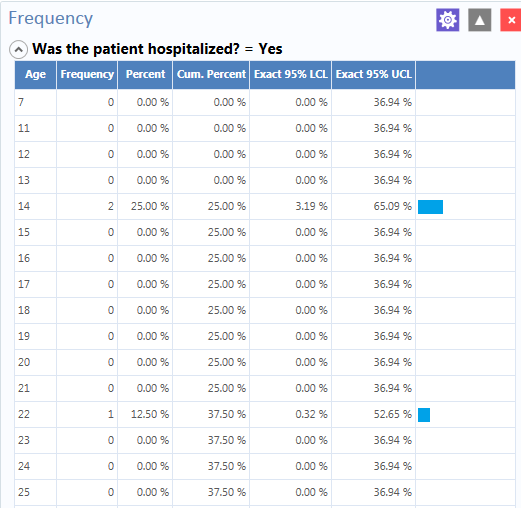 Frequency
Was the patient hospitalized? = Yes
Age Frequency Percent Cum. Percent Exact 95% LCL Exact 95% UCL
7 0 0.00 % 0.00 % 0.00 % 36.94 %
11 0 0.00 % 0.00 % 0.00 % 36.94 %
12 0 0.00 % 0.00 % 0.00 % 36.94 %
13 0 0.00 % 0.00 % 0.00 % 36.94 %
14 2 25.00 % 25.00 % 3.19 % 65.09 %
15 0 0.00 % 25.00 % 0.00 % 36.94 %
16 0 0.00 % 25.00 % 0.00 % 36.94 %
17 0 0.00 % 25.00 % 0.00 % 36.94 %
18 0 0.00 % 25.00 % 0.00 % 36.94 %
19 0 0.00 % 25.00 % 0.00 % 36.94 %
20 0 0.00 % 25.00 % 0.00 % 36.94 %
21 0 0.00 % 25.00 % 0.00 % 36.94 %
22 1 12.50 % 37.50 % 0.32 % 52.65 %
23 0 0.00 % 37.50 % 0.00 % 36.94 %
24 0 0.00 % 37.50 % 0.00 % 36.94 %
25 0 0.00 % 37.50 % 0.00 % 36.94 %